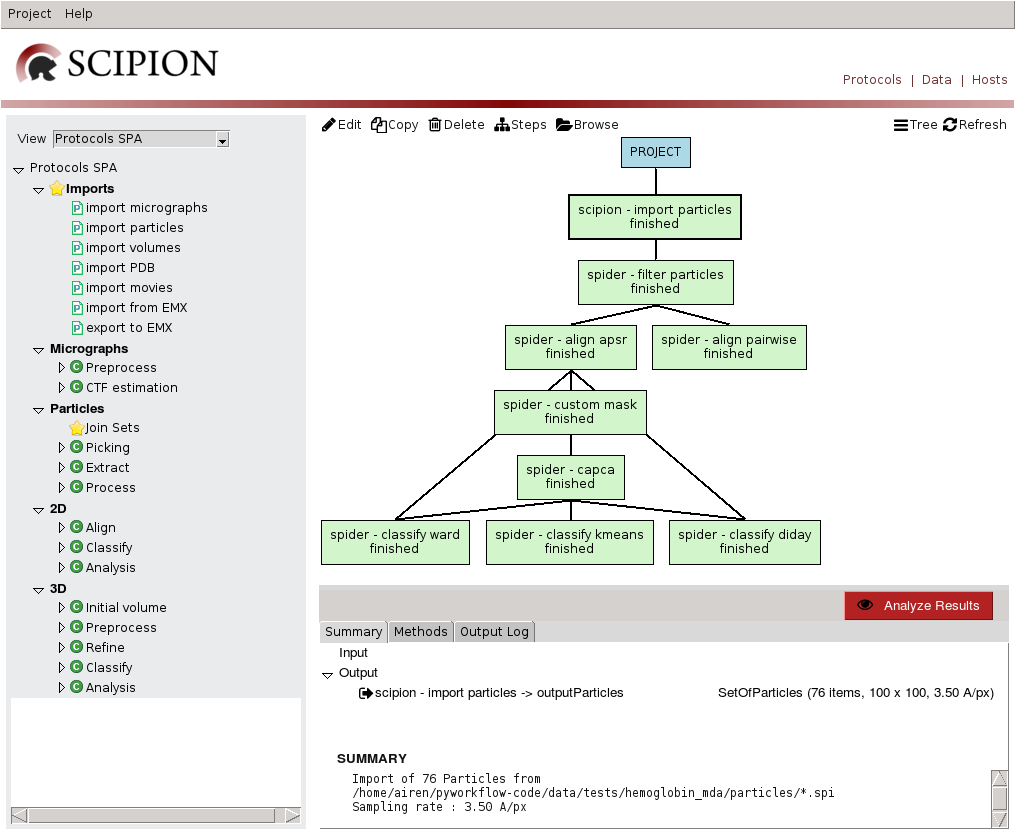 Project Help
SCIPION
Protocols | Data | Hosts
View Protocols SPA
Protocols SPA
Imports
import micrographs
import particles
import volumes
import PDB
import movies
import from EMX
export to EMX
Micrographs
Preprocess
CTF estimation
Particles
Join Sets
Picking
Extract
Process
2D
Align
Classify
Analysis
3D
Initial volume
Preprocess
Refine
Classify
Analysis
Edit Copy Delete Steps Browse Tree Refresh
PROJECT
scipion - import particles
finished
spider - filter particles
finished
spider - align apsr
finished
spider - align pairwise
finished
spider - custom mask
finished
spider - capca
finished
spider - classify ward
finished
spider - classify kmeans
finished
spider - classify diday
finished
Analyze Results
Summary Methods Output Log
Input
Output
scipion - import particles -> outputParticles SetOfParticles (76 items, 100 x 100, 3.50 A/px)
SUMMARY
Import of 76 Particles from
/home/airen/pyworkflow-code/data/tests/hemoglobin_mda/particles/*.spi
Sampling rate : 3.50 A/px